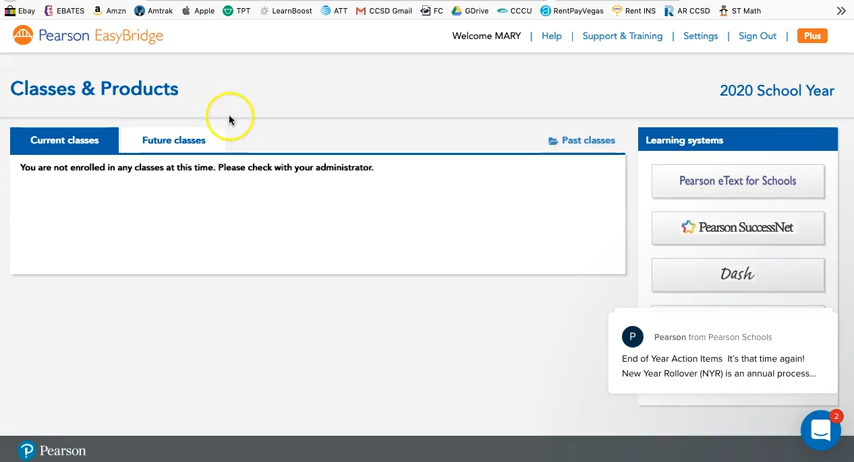 Ebay EBATES Amzn Amtrak Apple TPT LearnBoost ATT CCSD Gmail FC GDrive CCCU RentPayVegas Rent INS AR CCSD ST Math
Pearson EasyBridge
Welcome MARY | Help | Support & Training | Settings | Sign Out | Plus
Classes & Products
2020 School Year
Current classes
Future classes
Past classes
You are not enrolled in any classes at this time. Please check with your administrator.
Learning systems
Pearson eText for Schools
Pearson SuccessNet
Dash
P
Pearson from Pearson Schools
End of Year Action Items It's that time again!
New Year Rollover (NYR) is an annual process...
2
Pearson